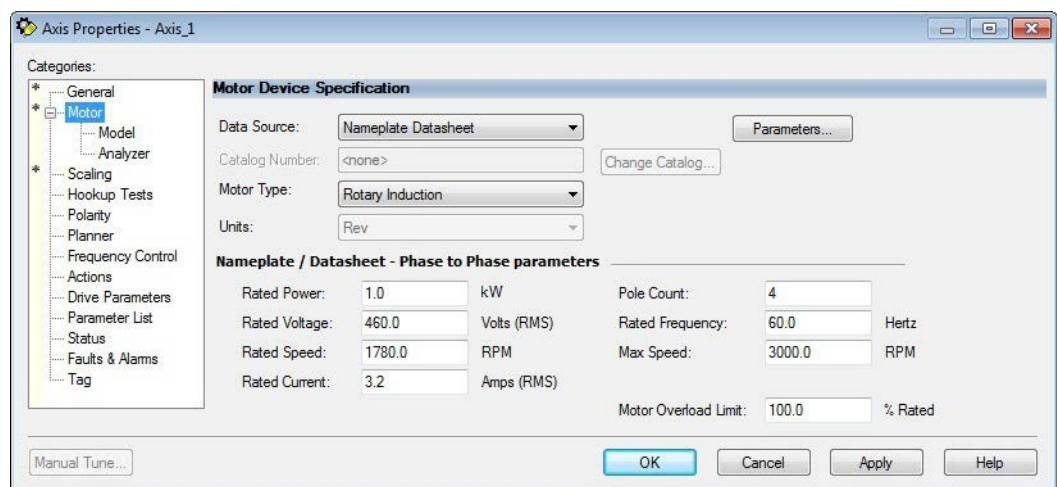 Axis Properties - Axis_1
Categories:
* General
* Motor
Model
Analyzer
* Scaling
Hookup Tests
Polarity
Planner
Frequency Control
Actions
Drive Parameters
Parameter List
Status
Faults & Alarms
Tag
Motor Device Specification
Data Source: Nameplate Datasheet Parameters...
Catalog Number: <none> Change Catalog...
Motor Type: Rotary Induction
Units: Rev
Nameplate / Datasheet - Phase to Phase parameters
Rated Power: 1.0 kW Pole Count: 4
Rated Voltage: 460.0 Volts (RMS) Rated Frequency: 60.0 Hertz
Rated Speed: 1780.0 RPM Max Speed: 3000.0 RPM
Rated Current: 3.2 Amps (RMS)
Motor Overload Limit: 100.0 % Rated
Manual Tune... OK Cancel Apply Help